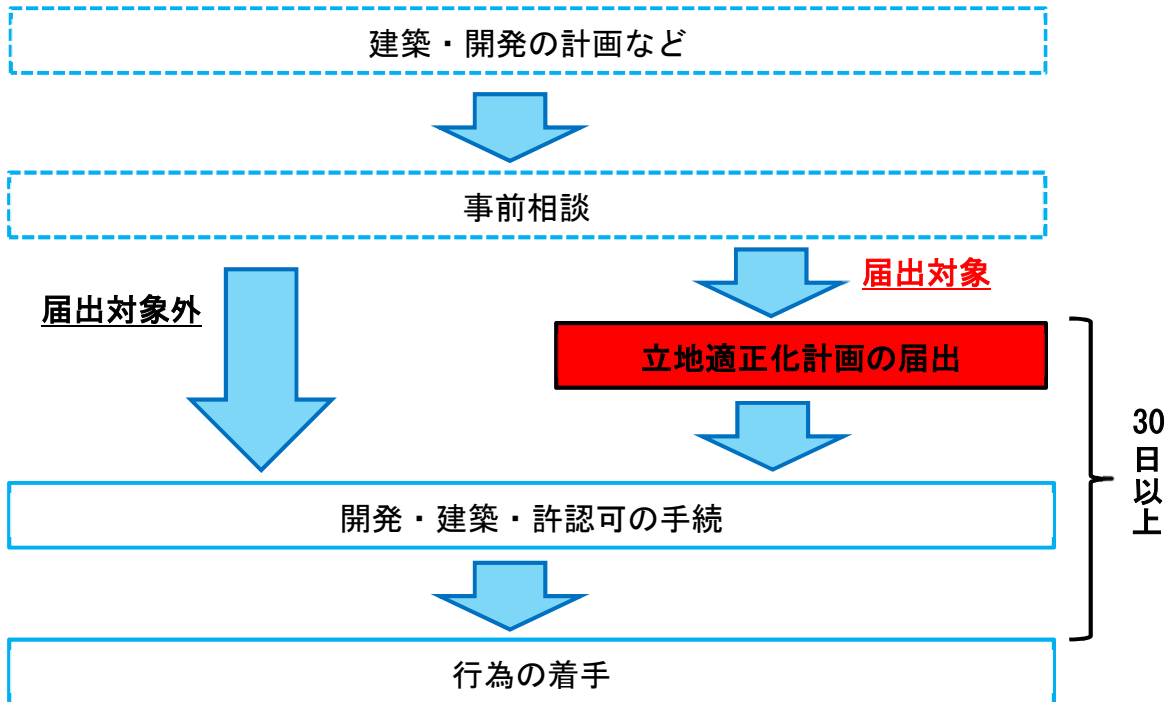 建築・開発の計画など
事前相談
届出対象
届出対象外
立地適正化計画の届出
30日以上
開発・建築・許認可の手続
行為の着手